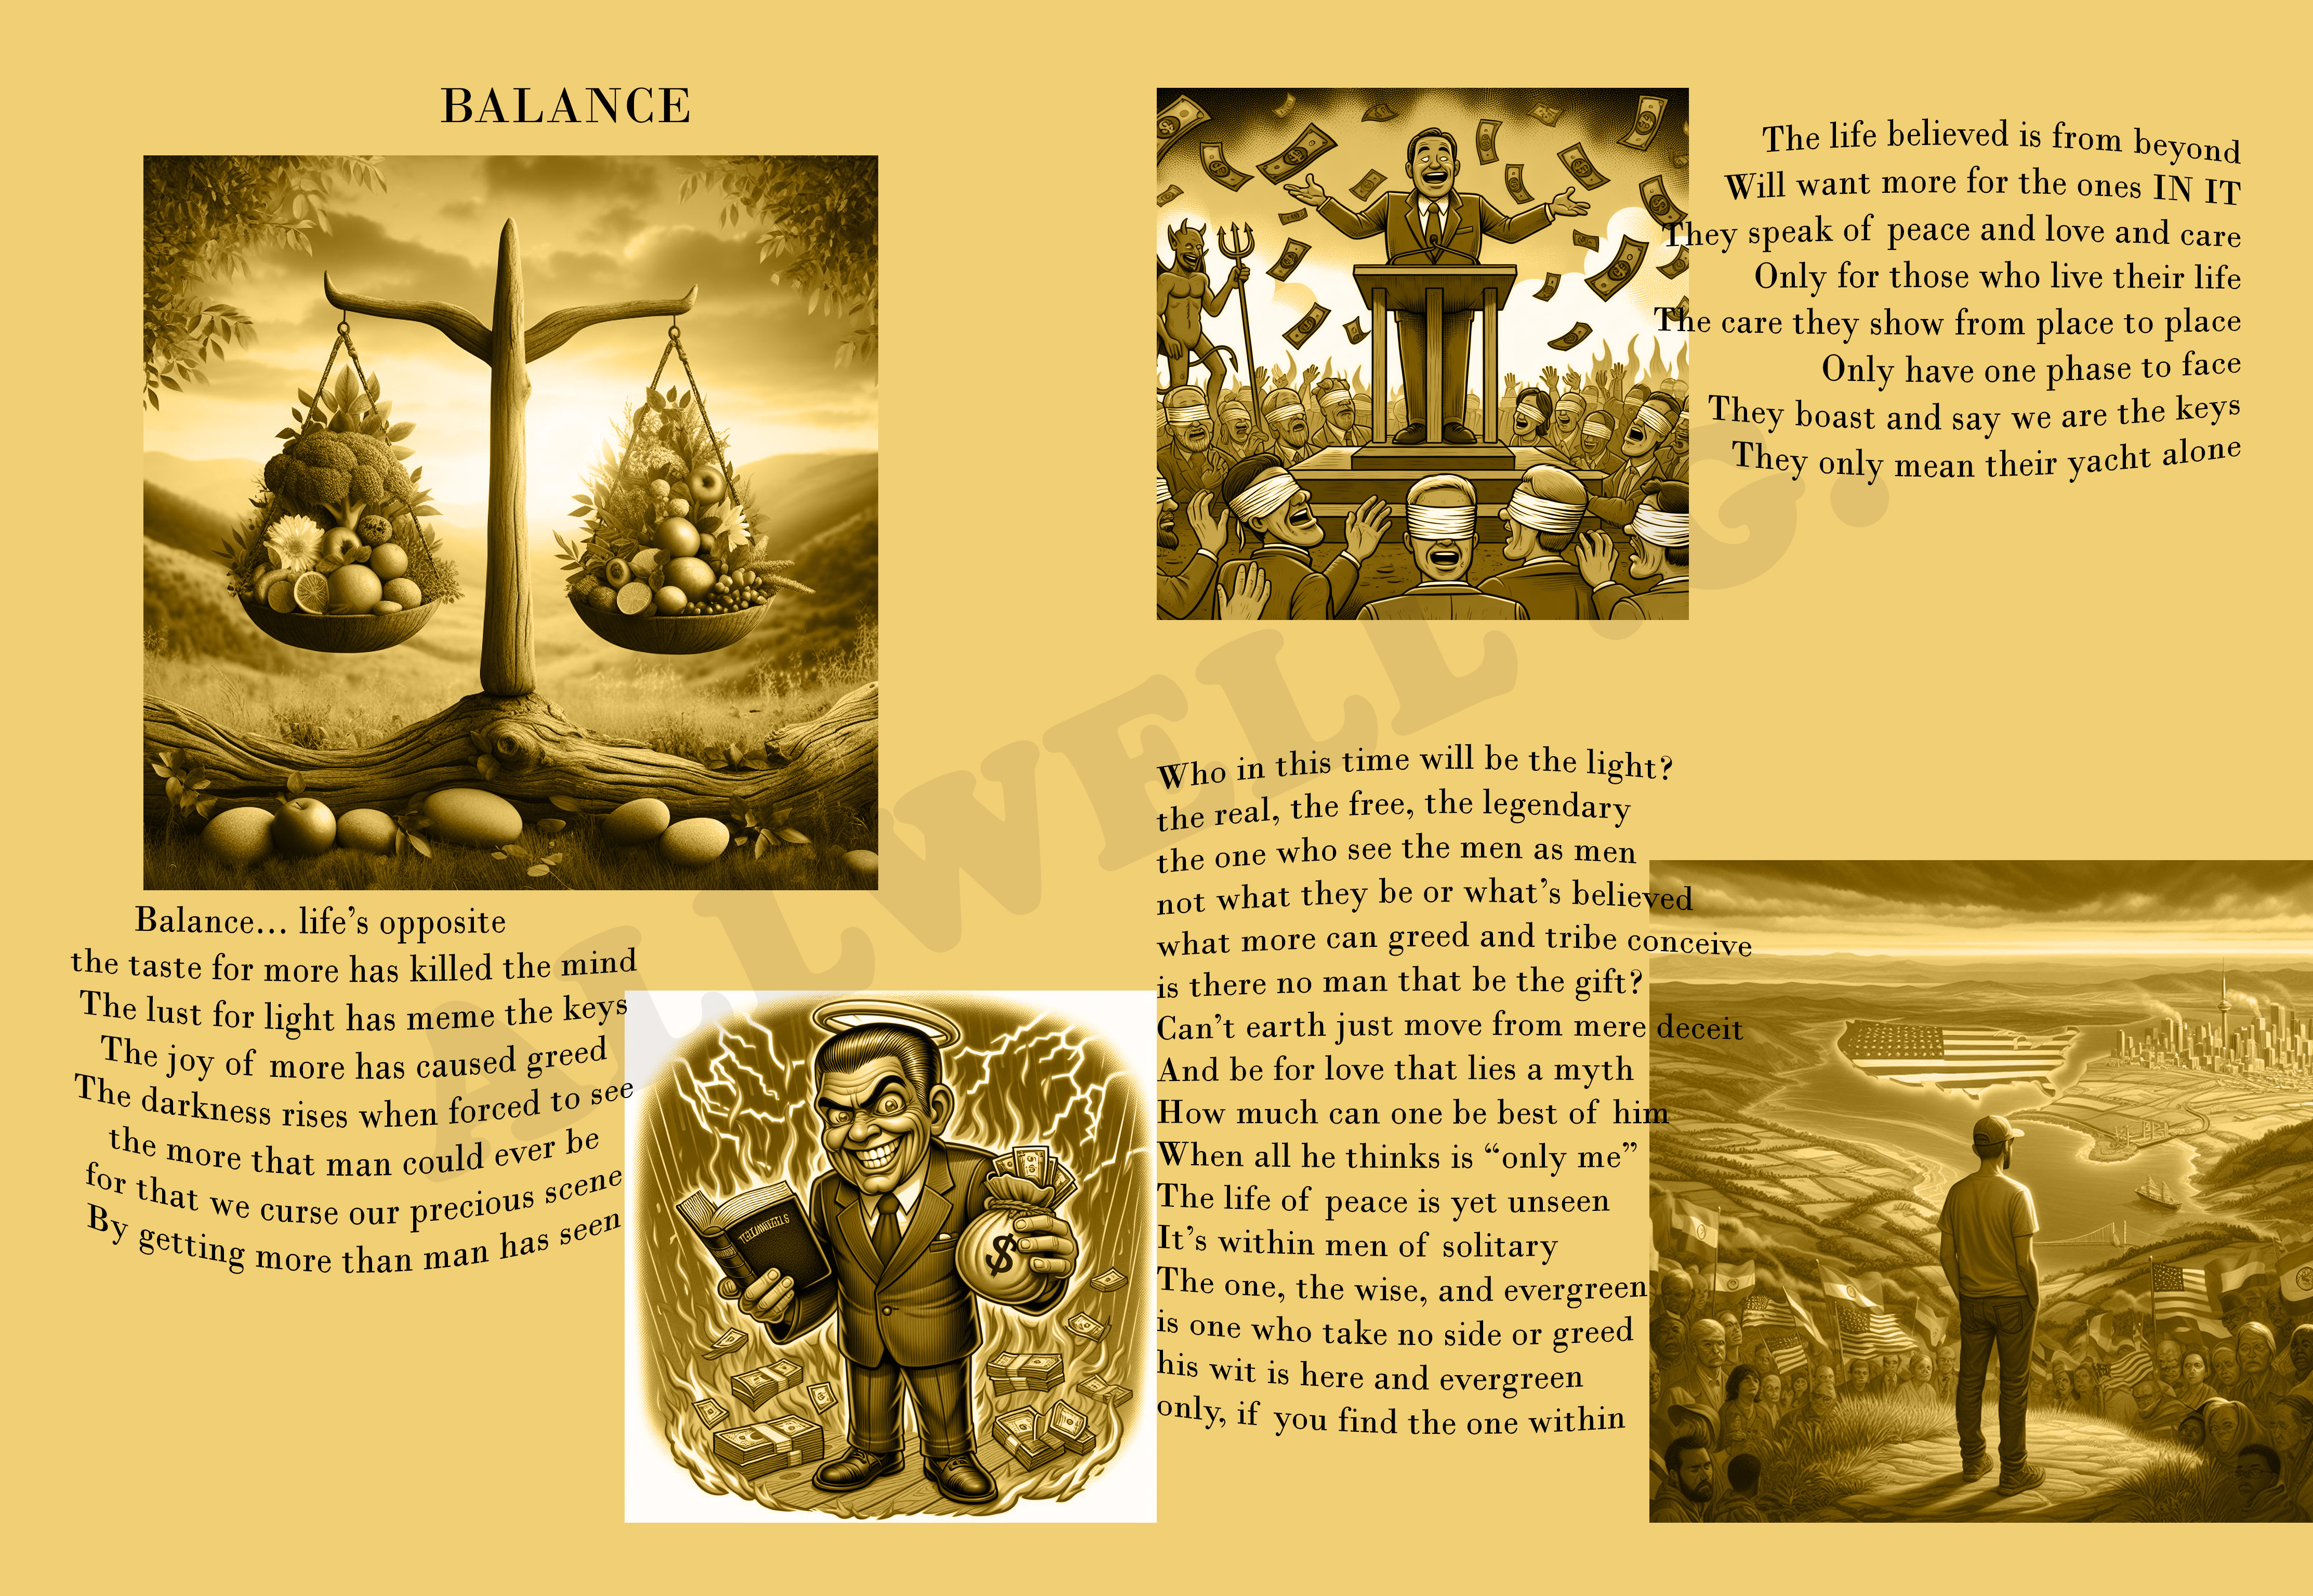 BALANCE
Balance... life’s opposite
the taste for more has killed the mind
The lust for light has meme the keys
The joy of more has caused greed
The darkness rises when forced to see
the more that man could ever be
for that we curse our precious scene
By getting more than man has seen
$
The life believed is from beyond
Will want more for the ones IN IT
They speak of peace and love and care
Only for those who live their life
The care they show from place to place
Only have one phase to face
They boast and say we are the keys
They only mean their yacht alone
Who in this time will be the light?
the real, the free, the legendary
the one who see the men as men
not what they be or what’s believed
what more can greed and tribe conceive
is there no man that be the gift?
Can’t earth just move from mere deceit
And be for love that lies a myth
How much can one be best of him
When all he thinks is “only me”
The life of peace is yet unseen
It’s within men of solitary
The one, the wise, and evergreen
is one who take no side or greed
his wit is here and evergreen
only, if you find the one within
ALLWELL .G.